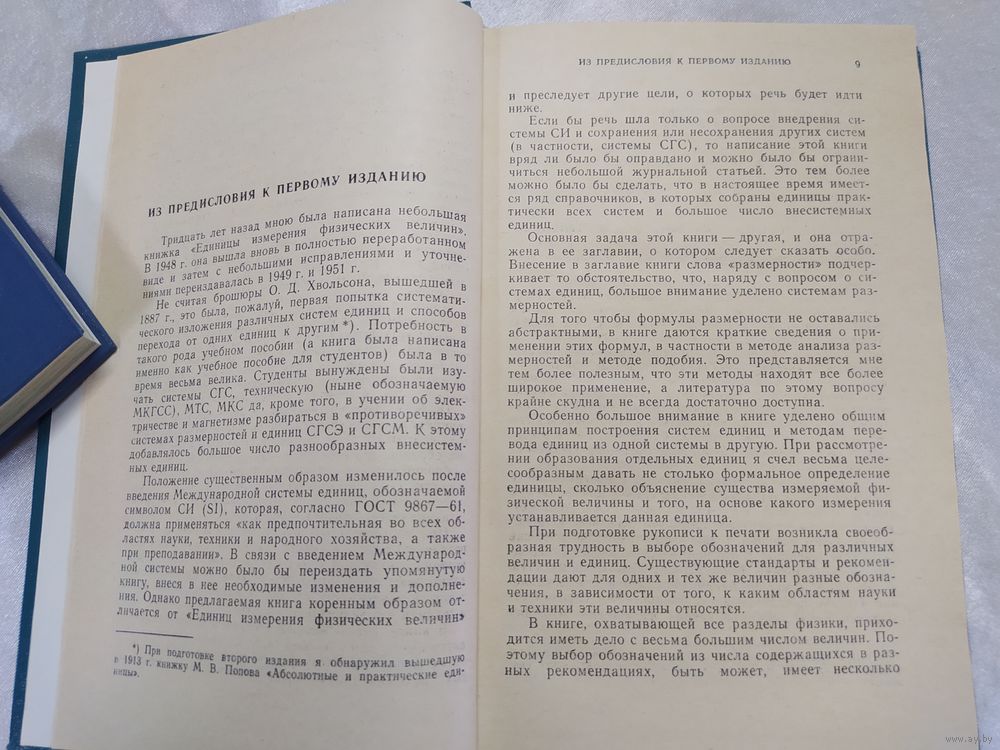 ИЗ ПРЕДИСЛОВИЯ К ПЕРВОМУ ИЗДАНИЮ
Тридцать лет назад мною была написана небольшая
книжка «Единицы измерения физических величин».
В 1948 г. она вышла вновь в полностью переработанном
виде и затем с небольшими исправлениями и уточне-
ниями переиздавалась в 1949 г. и 1951 г.
Не считая брошюры О. Д. Хвольсона, вышедшей в
1887 г., это была, пожалуй, первая попытка системати-
ческого изложения различных систем единиц и способов
перехода от одних единиц к другим *). Потребность в
такого рода учебном пособии (а книга была написана
именно как учебное пособие для студентов) была в то
время весьма велика. Студенты вынуждены были изу-
чать системы СГС, техническую (ныне обозначаемую
МКГСС), МТС, МКС да, кроме того, в учении об элек-
тричестве и магнетизме разбираться в «противоречивых»
системах размерностей и единиц СГСЭ и СГСМ. К этому
добавлялось большое число разнообразных внесистем-
ных единиц.
Положение существенным образом изменилось после
введения Международной системы единиц, обозначаемой
символом СИ (SI), которая, согласно ГОСТ 9867—61,
должна применяться «как предпочтительная во всех об-
ластях науки, техники и народного хозяйства, а также
при преподавании». В связи с введением Международ-
ной системы можно было бы переиздать упомянутую
книгу, внеся в нее необходимые изменения и дополне-
ния. Однако предлагаемая книга коренным образом от-
личается от «Единиц измерения физических величин»
*) При подготовке второго издания я обнаружил вышедшую
в 1913 г. книжку М. В. Попова «Абсолютные и практические еди-
ницы».
ИЗ ПРЕДИСЛОВИЯ К ПЕРВОМУ ИЗДАНИЮ 9
и преследует другие цели, о которых речь будет идти
ниже.
Если бы речь шла только о вопросе внедрения си-
стемы СИ и сохранения или несохранения других систем
(в частности, системы СГС), то написание этой книги
вряд ли было бы оправдано и можно было бы ограни-
читься небольшой журнальной статьей. Это тем более
можно было бы сделать, что в настоящее время имеет-
ся ряд справочников, в которых собраны единицы прак-
тически всех систем и большое число внесистемных
единиц.
Основная задача этой книги — другая, и она отра-
жена в ее заглавии, о котором следует сказать особо.
Внесение в заглавие книги слова «размерности» подчер-
кивает то обстоятельство, что, наряду с вопросом о си-
стемах единиц, большое внимание уделено системам раз-
мерностей.
Для того чтобы формулы размерности не оставались
абстрактными, в книге даются краткие сведения о при-
менении этих формул, в частности в методе анализа раз-
мерностей и методе подобия. Это представляется мне
тем более полезным, что эти методы находят все более
широкое применение, а литература по этому вопросу
крайне скудна и не всегда достаточно доступна.
Особенно большое внимание в книге уделено общим
принципам построения систем единиц и методам пере-
вода единиц из одной системы в другую. При рассмотре-
нии образования отдельных единиц я счел весьма целе-
сообразным давать не столько формальное определение
единицы, сколько объяснение существа измеряемой фи-
зической величины и того, на основе какого измерения
устанавливается данная единица.
При подготовке рукописи к печати возникла своеоб-
разная трудность в выборе обозначений для различных
величин и единиц. Существующие стандарты и рекомен-
дации дают для одних и тех же величин разные обозна-
чения, в зависимости от того, к каким областям науки
и техники эти величины относятся.
В книге, охватывающей все разделы физики, прихо-
дится иметь дело с весьма большим числом величин. По-
этому выбор обозначений из числа содержащихся в раз-
ных рекомендациях, быть может, имеет несколько
www.ay.by